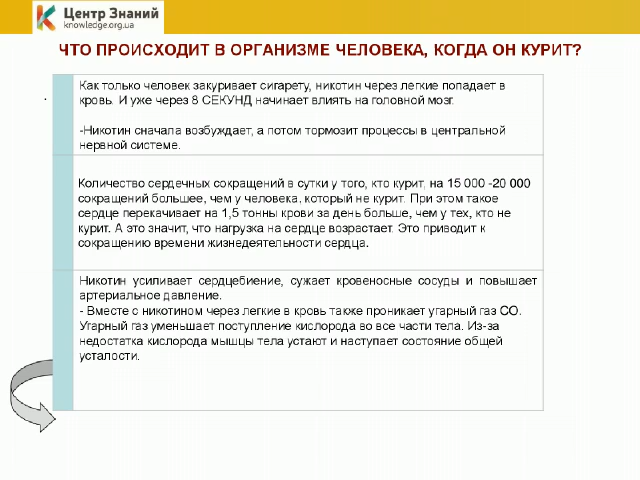 Центр Знаний
knowledge.org.ua
ЧТО ПРОИСХОДИТ В ОРГАНИЗМЕ ЧЕЛОВЕКА, КОГДА ОН КУРИТ?
.
Как только человек закуривает сигарету, никотин через легкие попадает в
кровь. И уже через 8 СЕКУНД начинает влиять на головной мозг.
-Никотин сначала возбуждает, а потом тормозит процессы в центральной
нервной системе.
Количество сердечных сокращений в сутки у того, кто курит, на 15 000 -20 000
сокращений большее, чем у человека, который не курит. При этом такое
сердце перекачивает на 1,5 тонны крови за день больше, чем у тех, кто не
курит. А это значит, что нагрузка на сердце возрастает. Это приводит к
сокращению времени жизнедеятельности сердца.
Никотин усиливает сердцебиение, сужает кровеносные сосуды и повышает
артериальное давление.
- Вместе с никотином через легкие в кровь также проникает угарный газ СО.
Угарный газ уменьшает поступление кислорода во все части тела. Из-за
недостатка кислорода мышцы тела устают и наступает состояние общей
усталости.